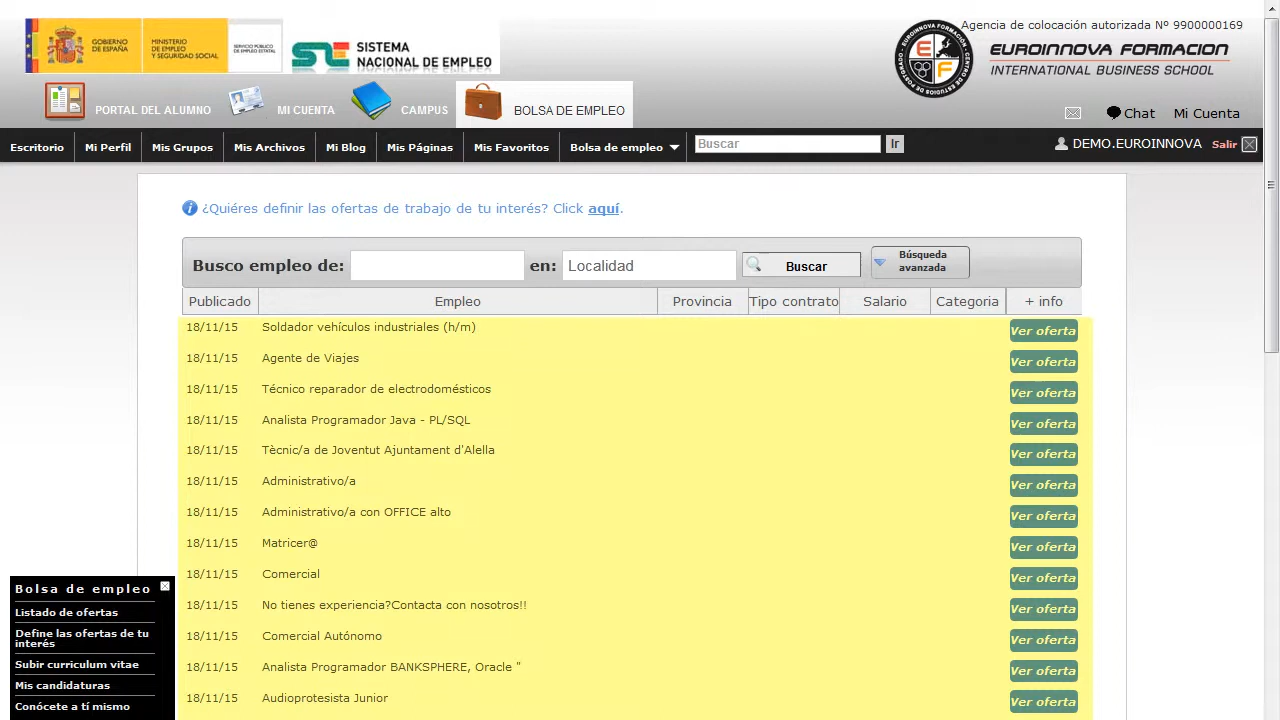 GOBIERNO DE ESPAÑA
MINISTERIO DE EMPLEO Y SEGURIDAD SOCIAL
SERVICIO PÚBLICO DE EMPLEO ESTATAL
SISTEMA NACIONAL DE EMPLEO
Agencia de colocación autorizada Nº 9900000169
EUROINNOVA FORMACION
INTERNATIONAL BUSINESS SCHOOL
PORTAL DEL ALUMNO
MI CUENTA
CAMPUS
BOLSA DE EMPLEO
Chat
Mi Cuenta
Escritorio
Mi Perfil
Mis Grupos
Mis Archivos
Mi Blog
Mis Páginas
Mis Favoritos
Bolsa de empleo
Buscar
Ir
DEMO.EUROINNOVA
Salir
¿Quiéres definir las ofertas de trabajo de tu interés? Click aquí.
Busco empleo de:
en:
Localidad
Buscar
Búsqueda avanzada
Publicado Empleo Provincia Tipo contrato Salario Categoria + info
18/11/15 Soldador vehículos industriales (h/m) Ver oferta
18/11/15 Agente de Viajes Ver oferta
18/11/15 Técnico reparador de electrodomésticos Ver oferta
18/11/15 Analista Programador Java - PL/SQL Ver oferta
18/11/15 Tècnic/a de Joventut Ajuntament d'Alella Ver oferta
18/11/15 Administrativo/a Ver oferta
18/11/15 Administrativo/a con OFFICE alto Ver oferta
18/11/15 Matricer@ Ver oferta
18/11/15 Comercial Ver oferta
18/11/15 No tienes experiencia?Contacta con nosotros!! Ver oferta
18/11/15 Comercial Autónomo Ver oferta
18/11/15 Analista Programador BANKSPHERE, Oracle " Ver oferta
18/11/15 Audioprotesista Junior Ver oferta
Bolsa de empleo
Listado de ofertas
Define las ofertas de tu interés
Subir curriculum vitae
Mis candidaturas
Conócete a tí mismo